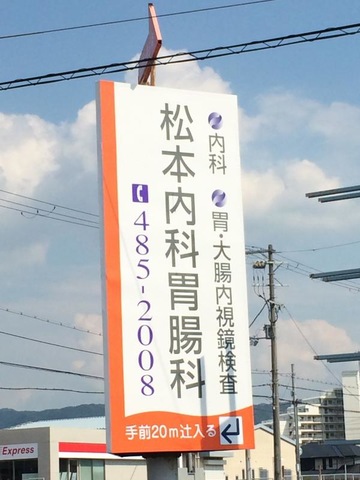 内科
胃・大腸内視鏡検査
松本内科胃腸科
485-2008
手前20m辻入る
Express